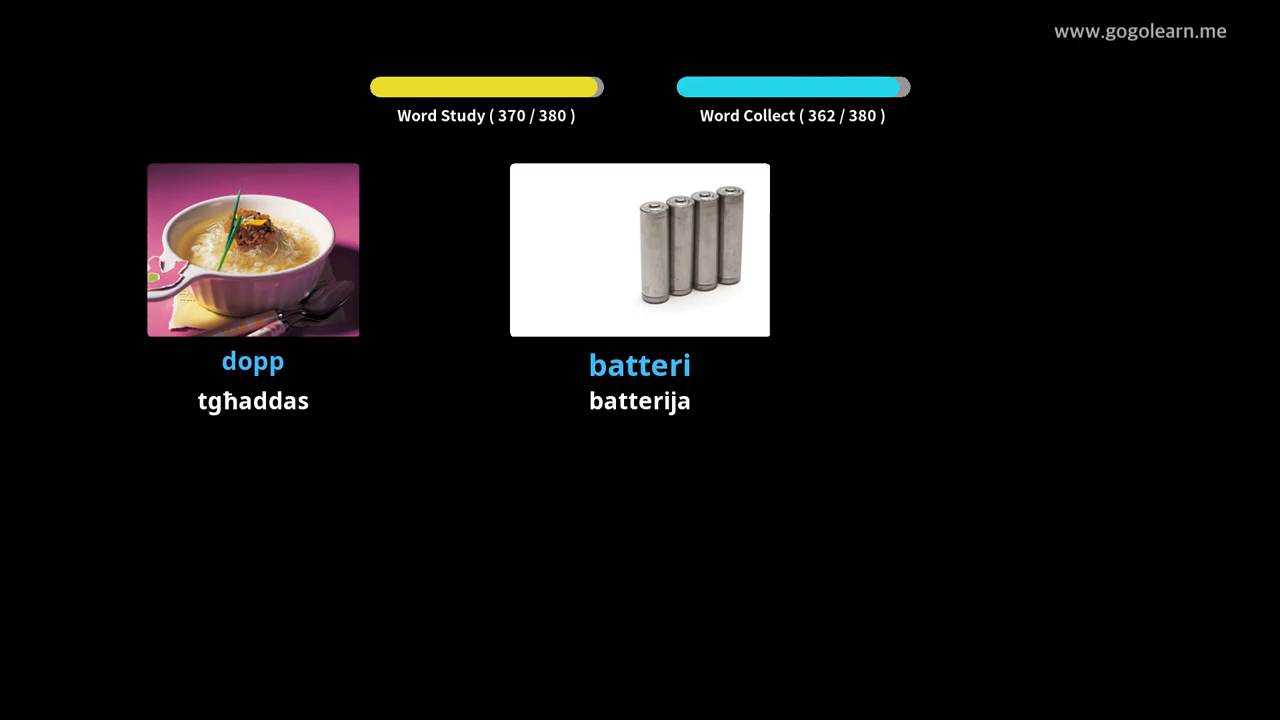 www.gogolearn.me
Word Study ( 370 / 380 )
Word Collect ( 362 / 380 )
dopp
tgħaddas
batteri
batterija